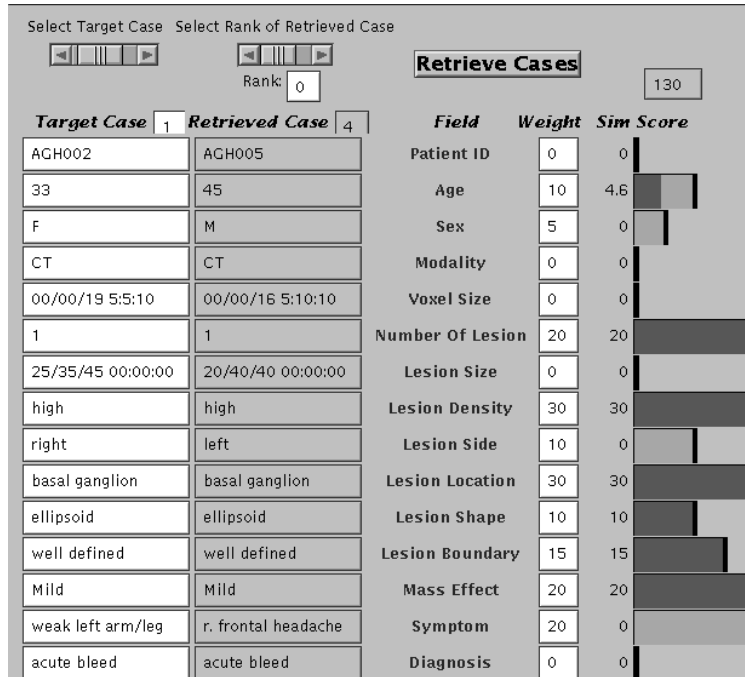 Select Target Case Select Rank of Retrieved Case
Retrieve Cases
Rank: 0
130
Target Case 1 Retrieved Case 4 Field Weight Sim Score
AGH002 AGH005 Patient ID 0 0
33 45 Age 10 4.6
F M Sex 5 0
CT CT Modality 0 0
00/00/19 5:5:10 00/00/16 5:10:10 Voxel Size 0 0
1 1 Number Of Lesion 20 20
25/35/45 00:00:00 20/40/40 00:00:00 Lesion Size 0 0
high high Lesion Density 30 30
right left Lesion Side 10 0
basal ganglion basal ganglion Lesion Location 30 30
ellipsoid ellipsoid Lesion Shape 10 10
well defined well defined Lesion Boundary 15 15
Mild Mild Mass Effect 20 20
weak left arm/leg r. frontal headache Symptom 20 0
acute bleed acute bleed Diagnosis 0 0